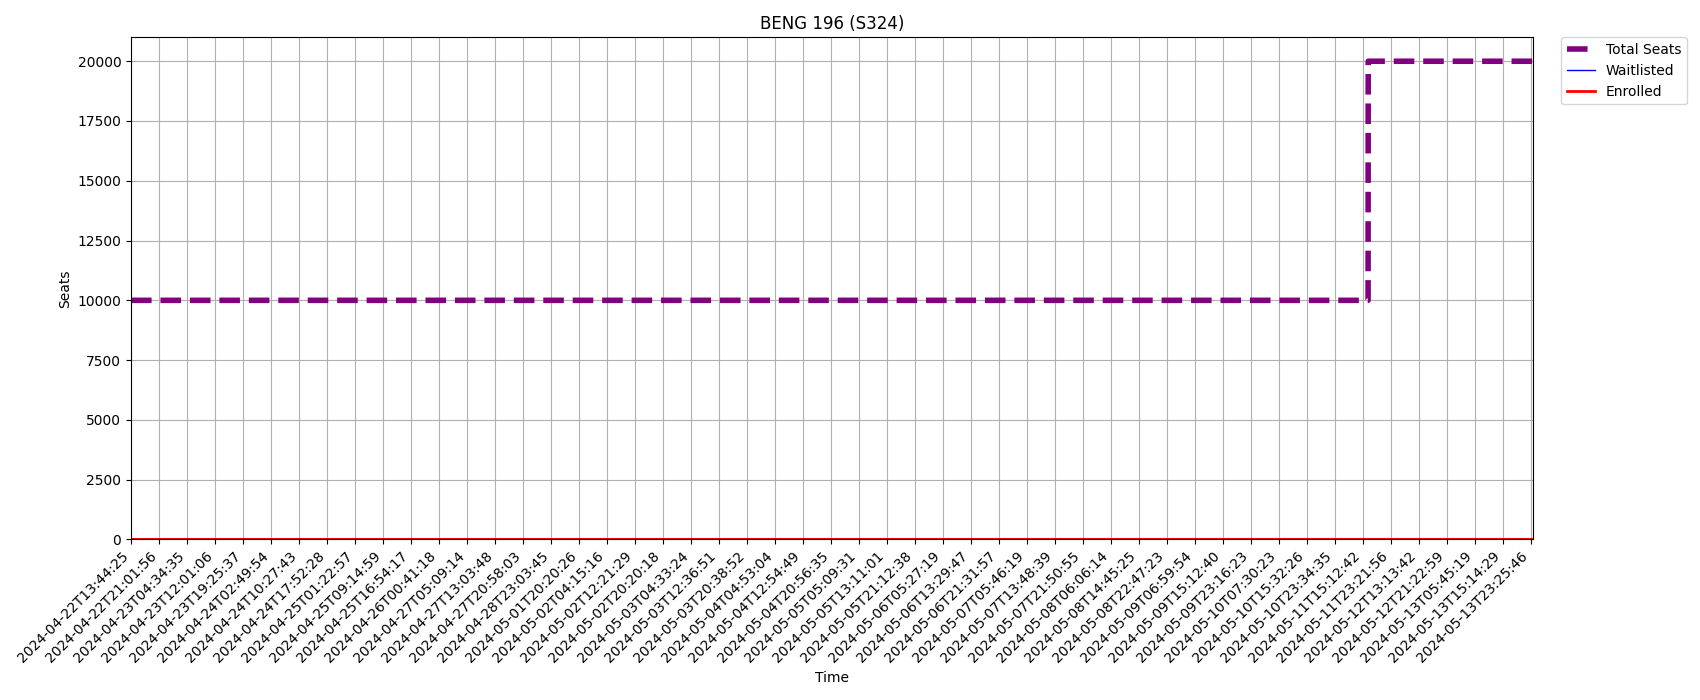 BENG 196 (S324)
Total Seats
Waitlisted
Enrolled
20000
17500
15000
12500
10000
7500
5000
2500
0
Seats
2024-04-22T13:44:25
2024-04-22T21:01:56
2024-04-23T04:34:35
2024-04-23T12:01:06
2024-04-23T19:25:37
2024-04-24T02:49:54
2024-04-24T10:27:43
2024-04-24T17:52:28
2024-04-25T01:22:57
2024-04-25T09:14:59
2024-04-25T16:54:17
2024-04-26T00:41:18
2024-04-27T05:09:14
2024-04-27T13:03:48
2024-04-27T20:58:03
2024-04-28T23:03:45
2024-05-01T20:20:26
2024-05-02T04:15:16
2024-05-02T12:21:29
2024-05-02T20:20:18
2024-05-03T04:33:24
2024-05-03T12:36:51
2024-05-03T20:38:52
2024-05-04T04:53:04
2024-05-04T12:54:49
2024-05-04T20:56:35
2024-05-05T05:09:31
2024-05-05T13:11:01
2024-05-05T21:12:38
2024-05-06T05:27:19
2024-05-06T13:29:47
2024-05-06T21:31:57
2024-05-07T05:46:19
2024-05-07T13:48:39
2024-05-07T21:50:55
2024-05-08T06:06:14
2024-05-08T14:45:25
2024-05-08T22:47:23
2024-05-09T06:59:54
2024-05-09T15:12:40
2024-05-09T23:16:23
2024-05-10T07:30:23
2024-05-10T15:32:26
2024-05-10T23:34:35
2024-05-11T15:12:42
2024-05-11T23:21:56
2024-05-12T13:13:42
2024-05-12T21:22:59
2024-05-13T05:45:19
2024-05-13T15:14:29
2024-05-13T23:25:46
Time